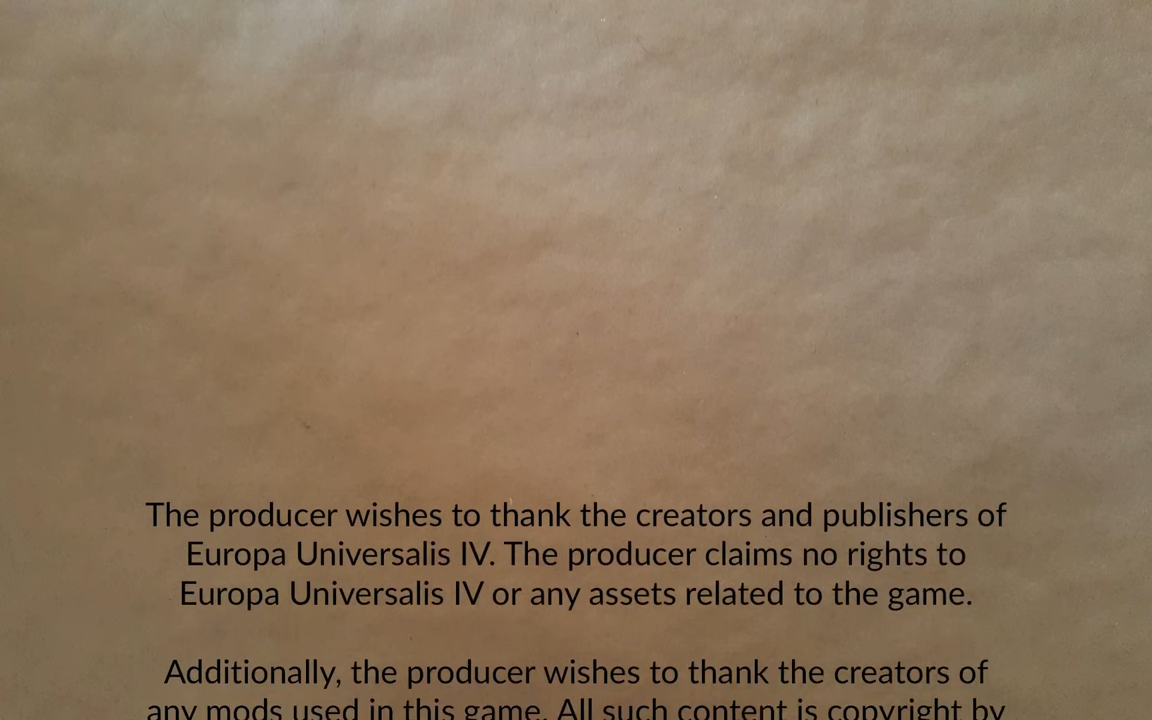 The producer wishes to thank the creators and publishers of
Europa Universalis IV. The producer claims no rights to
Europa Universalis IV or any assets related to the game.
Additionally, the producer wishes to thank the creators of
any mods used in this game. All such content is copyright by